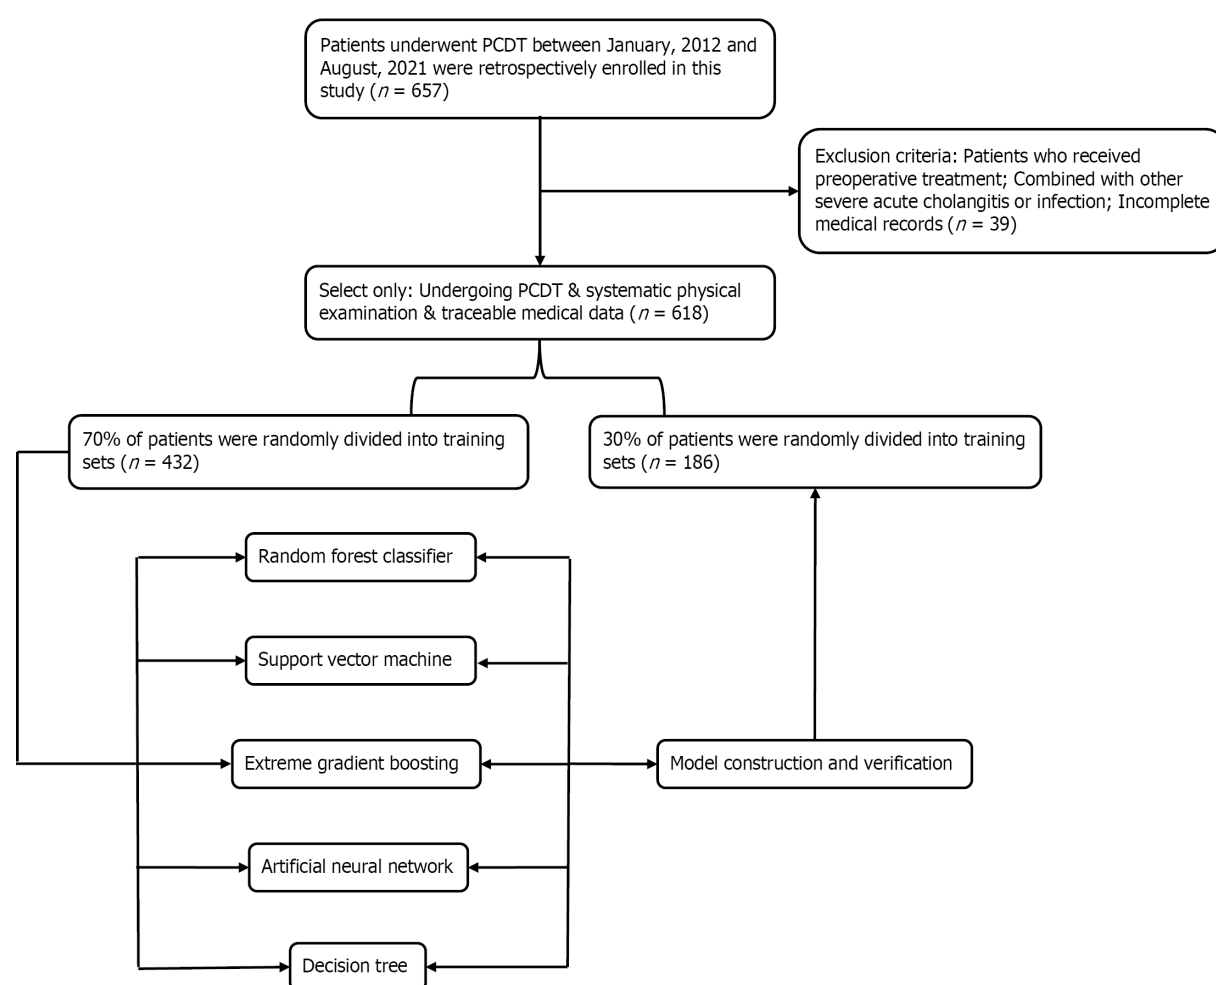 Patients underwent PCDT between January, 2012 and
August, 2021 were retrospectively enrolled in this
study (n = 657)
Exclusion criteria: Patients who received
preoperative treatment; Combined with other
severe acute cholangitis or infection; Incomplete
medical records (n = 39)
Select only: Undergoing PCDT & systematic physical
examination & traceable medical data (n = 618)
70% of patients were randomly divided into training
sets (n = 432)
30% of patients were randomly divided into training
sets (n = 186)
Random forest classifier
Support vector machine
Extreme gradient boosting
Model construction and verification
Artificial neural network
Decision tree